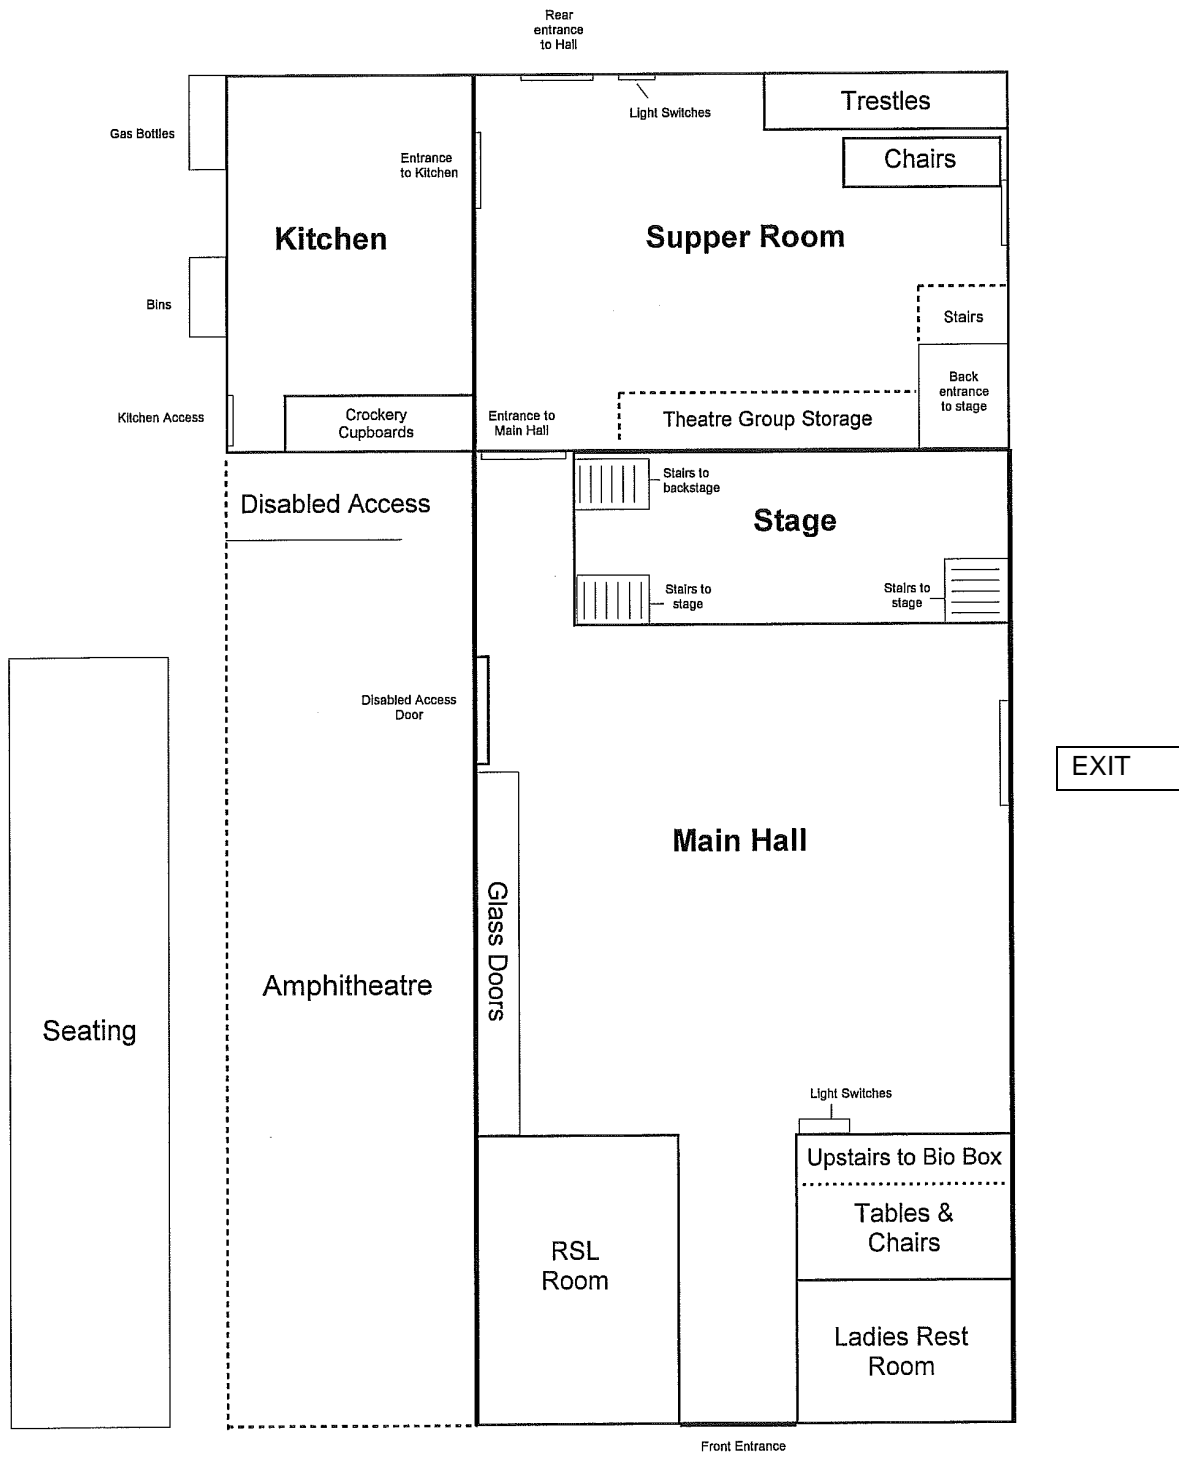 Rear
entrance
to Hall
Light Switches
Trestles
Gas Bottles
Entrance
to Kitchen
Chairs
Kitchen
Supper Room
Bins
Stairs
Back
entrance
to stage
Kitchen Access
Crockery
Cupboards
Entrance to
Main Hall
Theatre Group Storage
Disabled Access
Stairs to
backstage
Stage
Stairs to
stage
Stairs to
stage
Disabled Access
Door
EXIT
Main Hall
Glass Doors
Amphitheatre
Seating
Light Switches
Upstairs to Bio Box
Tables &
Chairs
RSL
Room
Ladies Rest
Room
Front Entrance